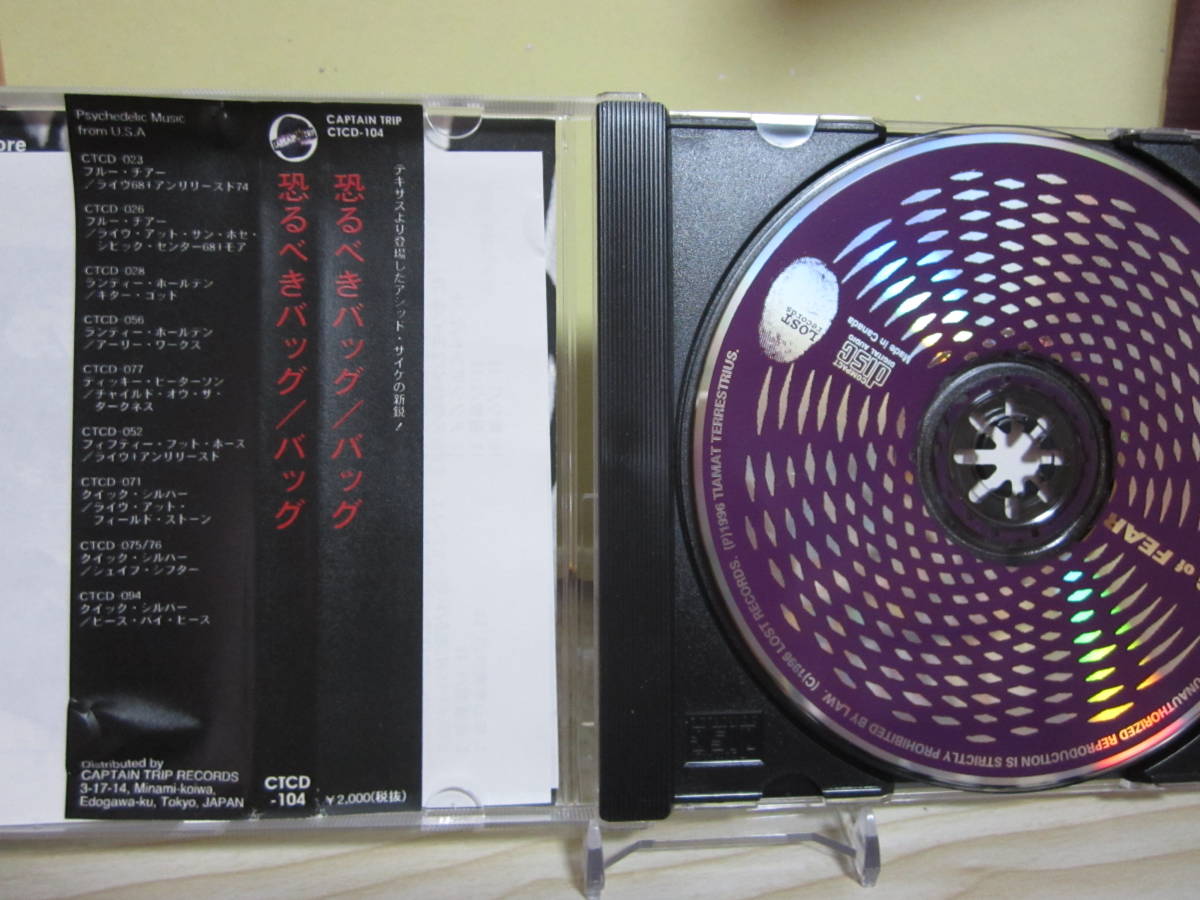 ore
Psychedelic Music
from U.S.A
CTCD-023
ブルー・チアー
／ライヴ68+アンリリースト74
CTCD-026
ブルー・チアー
／ライヴ・アット・サン・ホセ・
シビック・センター68+モア
CTCD-028
ランディー・ホールデン
／ギター・ゴッド
CTCD-056
ランディー・ホールデン
／アーリー・ワークス
CTCD-077
ディッキー・ピーターソン
／チャイルド・オヴ・ザ・
ダークネス
CTCD-052
フィフティー・フット・ホース
／ライヴ+アンリリースト
CTCD-071
クイック・シルバー
／ライヴ・アット・
フィールド・ストーン
CTCD-075/76
クイック・シルバー
／シェイプ・シフター
CTCD-094
クイック・シルバー
／ピース・バイ・ピース
Distributed by
CAPTAIN TRIP RECORDS
3-17-14, Minami-koiwa,
Edogawa-ku, Tokyo, JAPAN
恐るべきバッグ／バッグ
CTCD
-104
CAPTAIN TRIP
CTCD-104
テキサスより登場したアシッド・サイケの新鋭！
恐るべきバッグ／バッグ
￥2,000(税抜)
LOST
records
COMPACT
disc
DIGITAL AUDIO
Made in Canada
of FEAR
UNAUTHORIZED REPRODUCTION IS STRICTLY PROHIBITED BY LAW. (C)1996 LOST RECORDS. (P)1996 TIAMAT TERRESTRIUS.